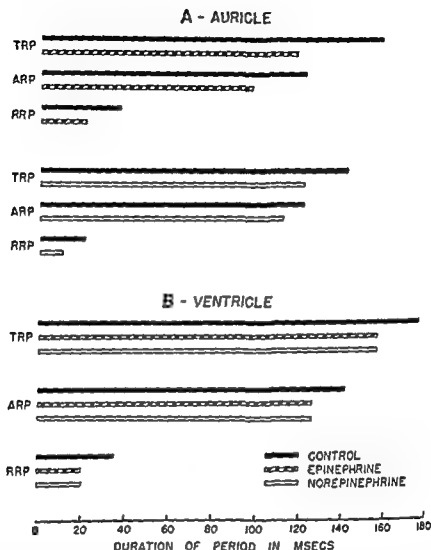 A - AURICLE
TRP
ARP
RRP
TRP
ARP
RRP
B - VENTRICLE
TRP
ARP
RRP
CONTROL
EPINEPHRINE
NOREPINEPHRINE
0 20 40 60 80 100 120 140 160 180
DURATION OF PERIOD IN MSECS